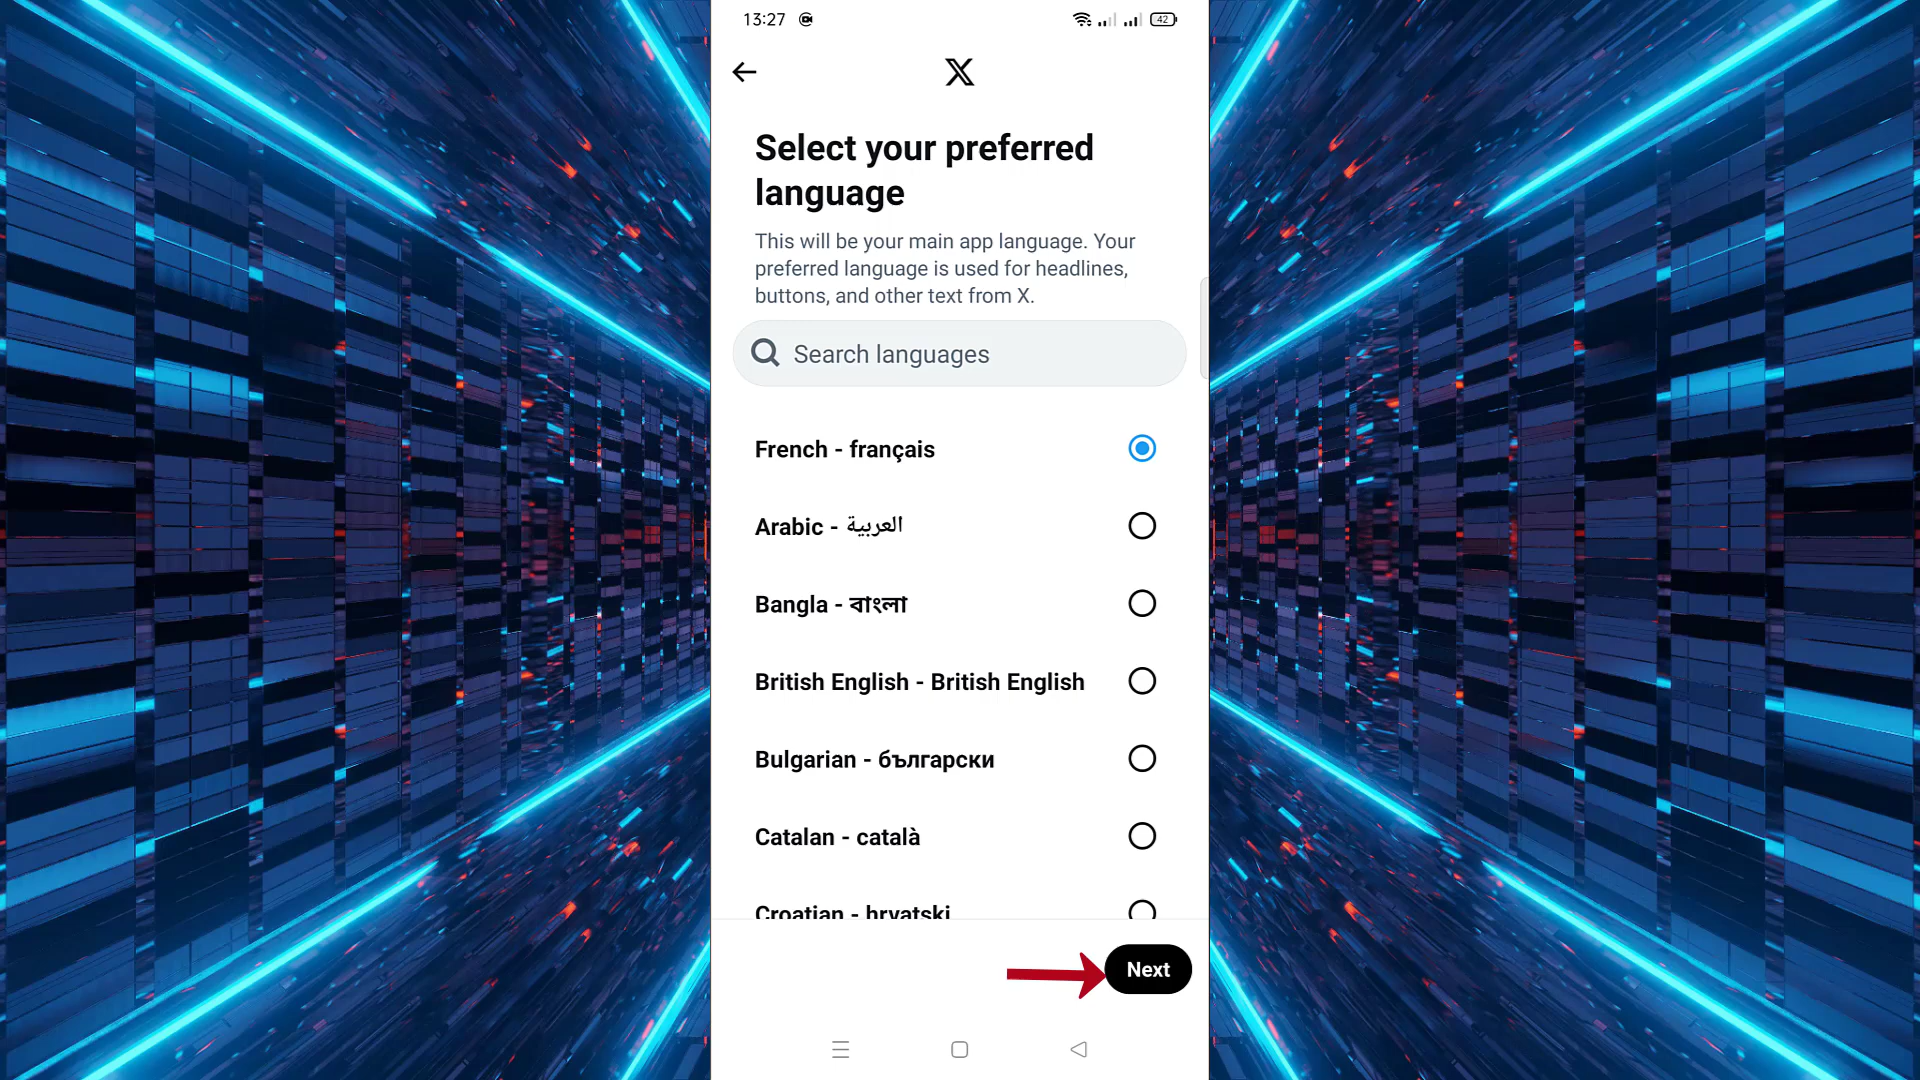 13:27
42
X
Select your preferred
language
This will be your main app language. Your
preferred language is used for headlines,
buttons, and other text from X.
Search languages
French - français
Arabic - العربية
Bangla - বাংলা
British English - British English
Bulgarian - български
Catalan - català
Croatian - hrvatski
Next